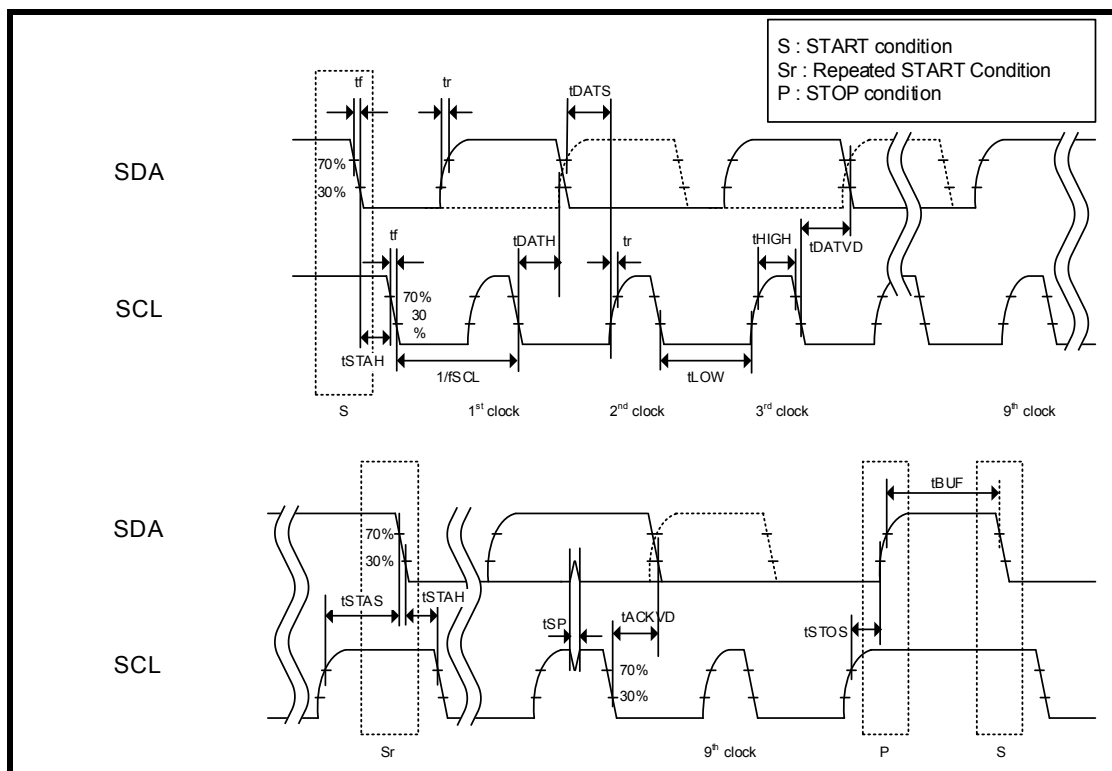 S : START condition
Sr : Repeated START Condition
P : STOP condition
tf
tr
tDATS
SDA
70%
30%
tf
tDATH
tr
tHIGH
tDATVD
SCL
70%
30
%
tSTAH
1/fSCL
tLOW
S
1st clock
2nd clock
3rd clock
9th clock
tBUF
SDA
70%
30%
tSTAS
tSTAH
tSP
tACKVD
tSTOS
SCL
70%
30%
Sr
9th clock
P
S